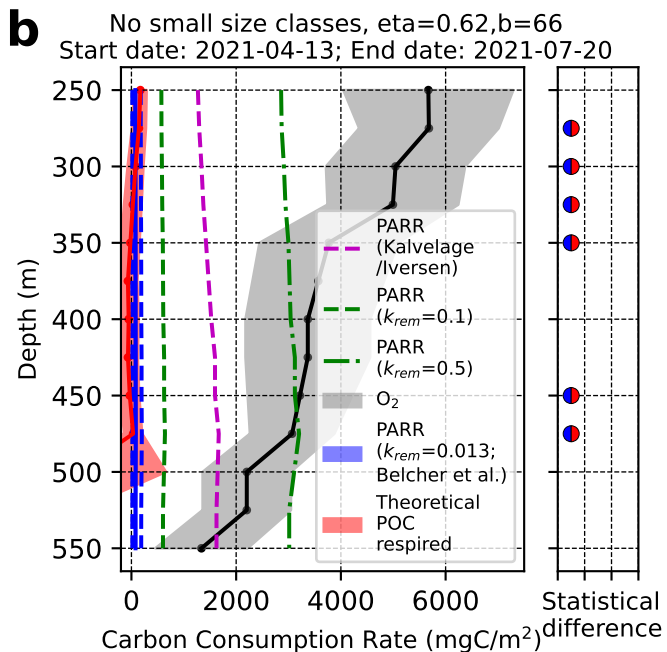 b
No small size classes, eta=0.62,b=66
Start date: 2021-04-13; End date: 2021-07-20
250
300
350
400
450
500
550
Depth (m)
PARR
(Kalvelage
/Iversen)
PARR
(k_rem=0.1)
PARR
(k_rem=0.5)
O₂
PARR
(k_rem=0.013;
Belcher et al.)
Theoretical
POC
respired
0
2000
4000
6000
Carbon Consumption Rate (mgC/m²)
Statistical
difference